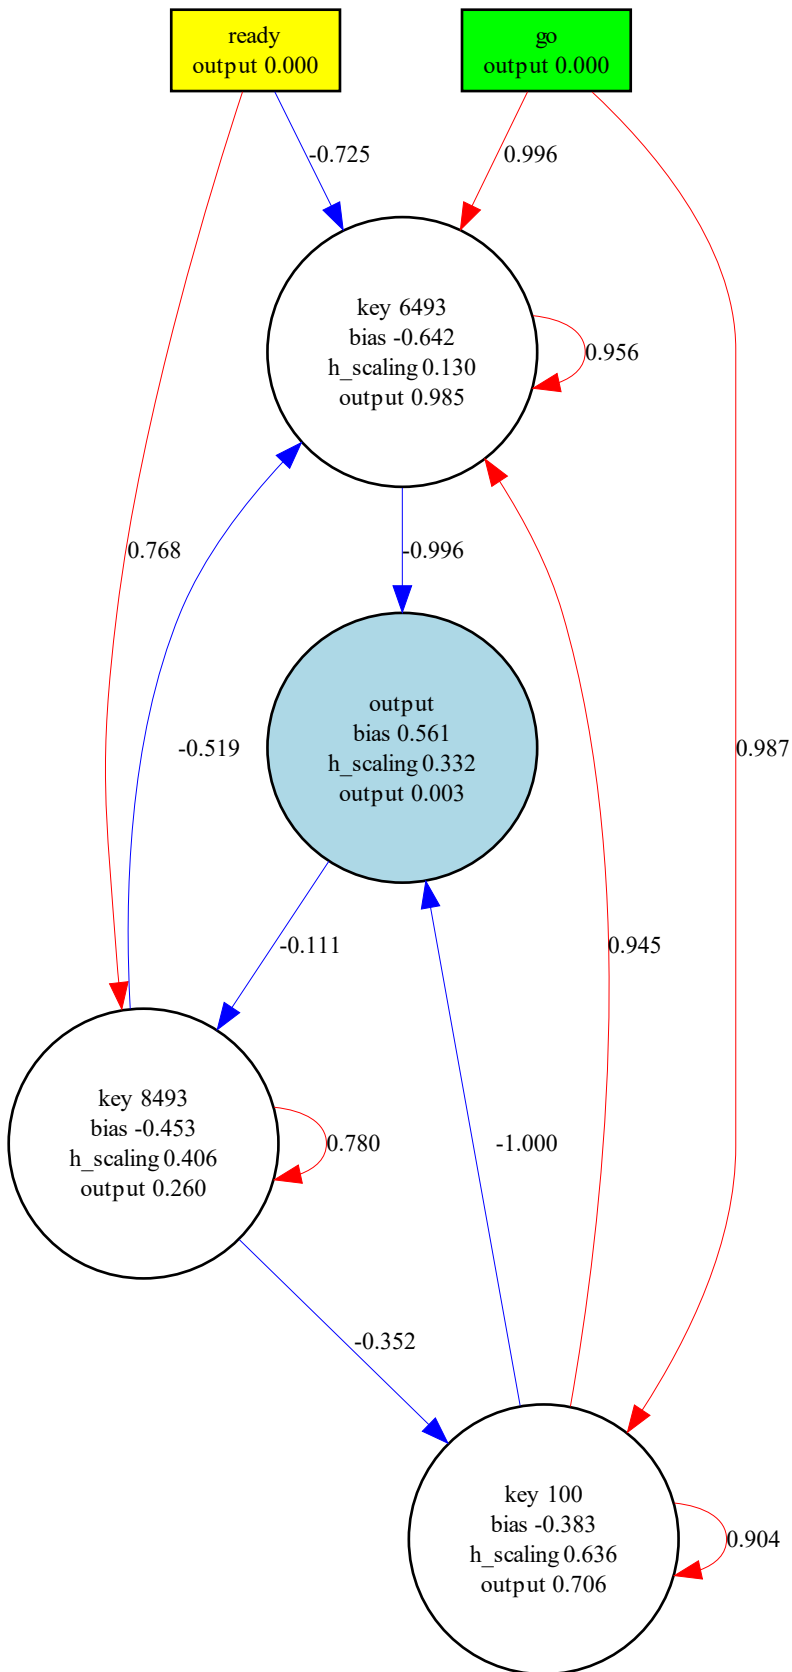 ready
output 0.000
go
output 0.000
-0.725
0.996
key 6493
bias -0.642
h_scaling 0.130
output 0.985
0.956
0.768
-0.996
output
bias 0.561
h_scaling 0.332
output 0.003
-0.519
0.987
-0.111
0.945
key 8493
bias -0.453
h_scaling 0.406
output 0.260
0.780
-1.000
-0.352
key 100
bias -0.383
h_scaling 0.636
output 0.706
0.904